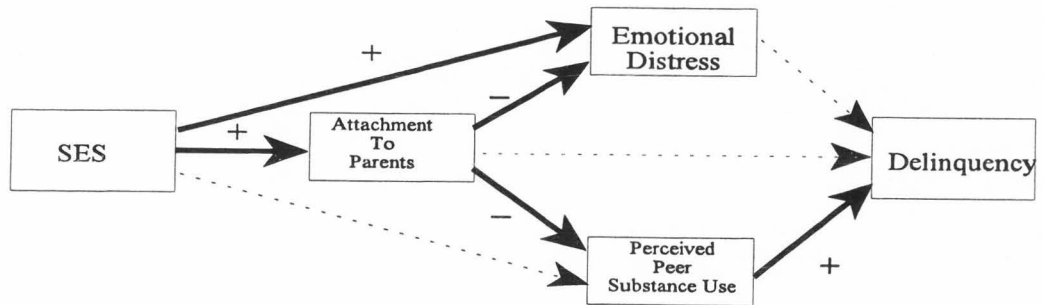 Emotional
Distress
+
SES
+
Attachment
To
Parents
–
Delinquency
–
Perceived
Peer
Substance Use
+